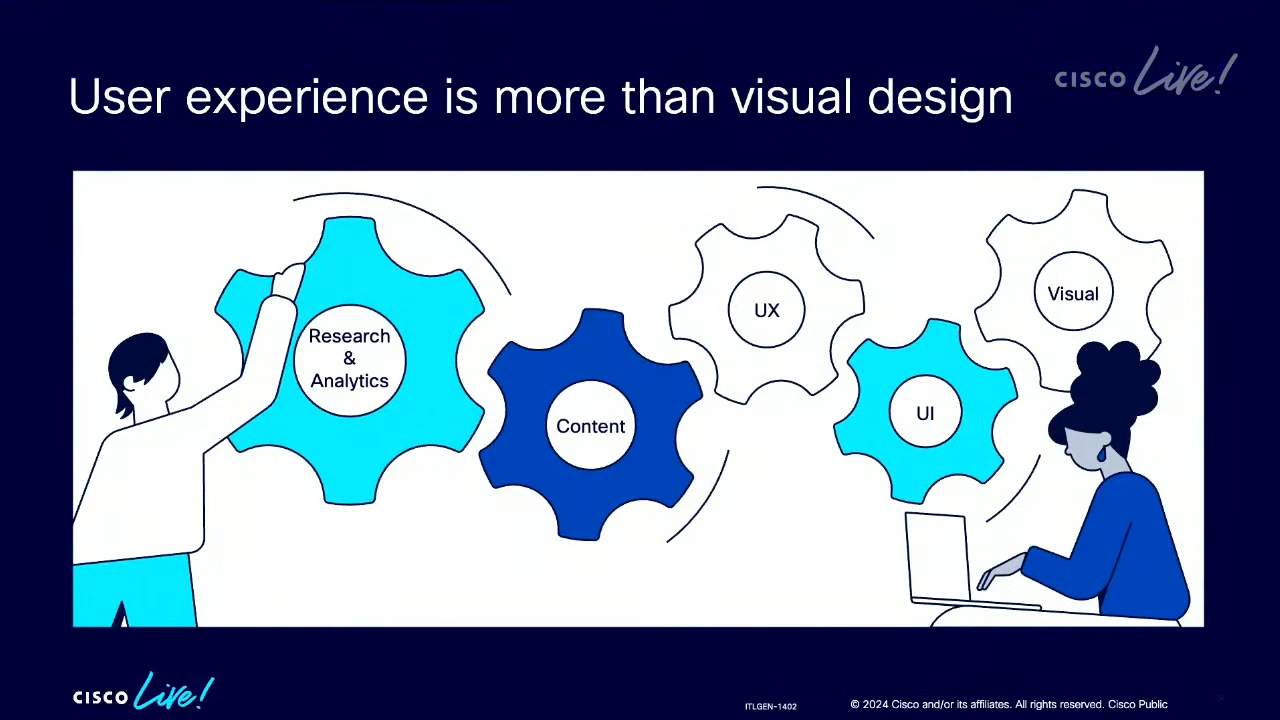 User experience is more than visual design
CISCO Live!
Research
&
Analytics
Content
UX
UI
Visual
CISCO Live!
ITLGEN-1402
© 2024 Cisco and/or its affiliates. All rights reserved. Cisco Public